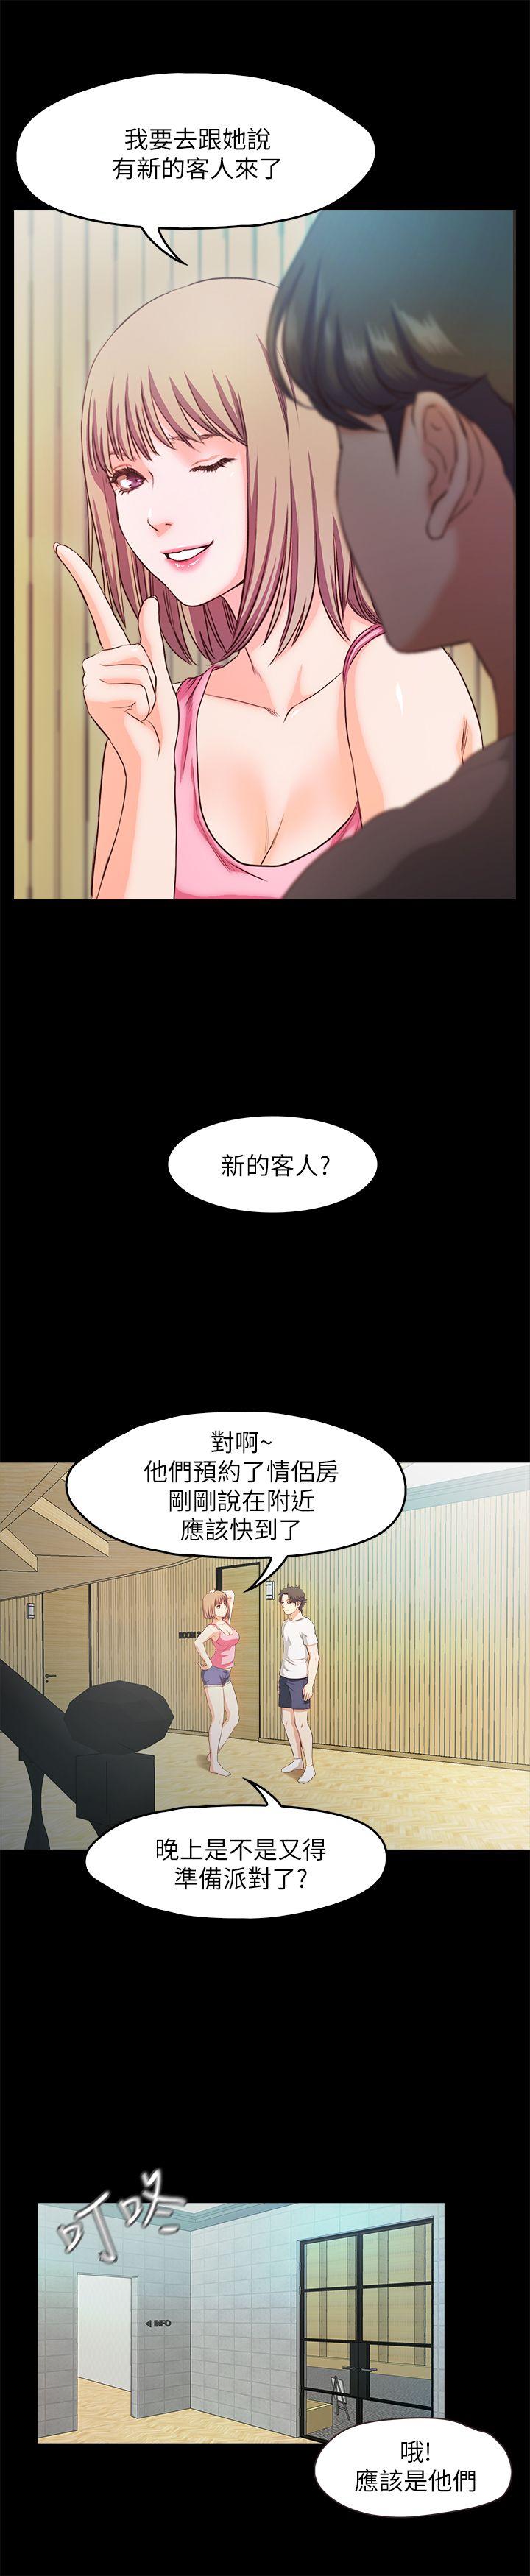 我要去跟她說
有新的客人來了
新的客人?
對啊~
他們預約了情侶房
剛剛說在附近
應該快到了
ROOM
晚上是不是又得
準備派對了?
叮咚
INFO
哦!
應該是他們